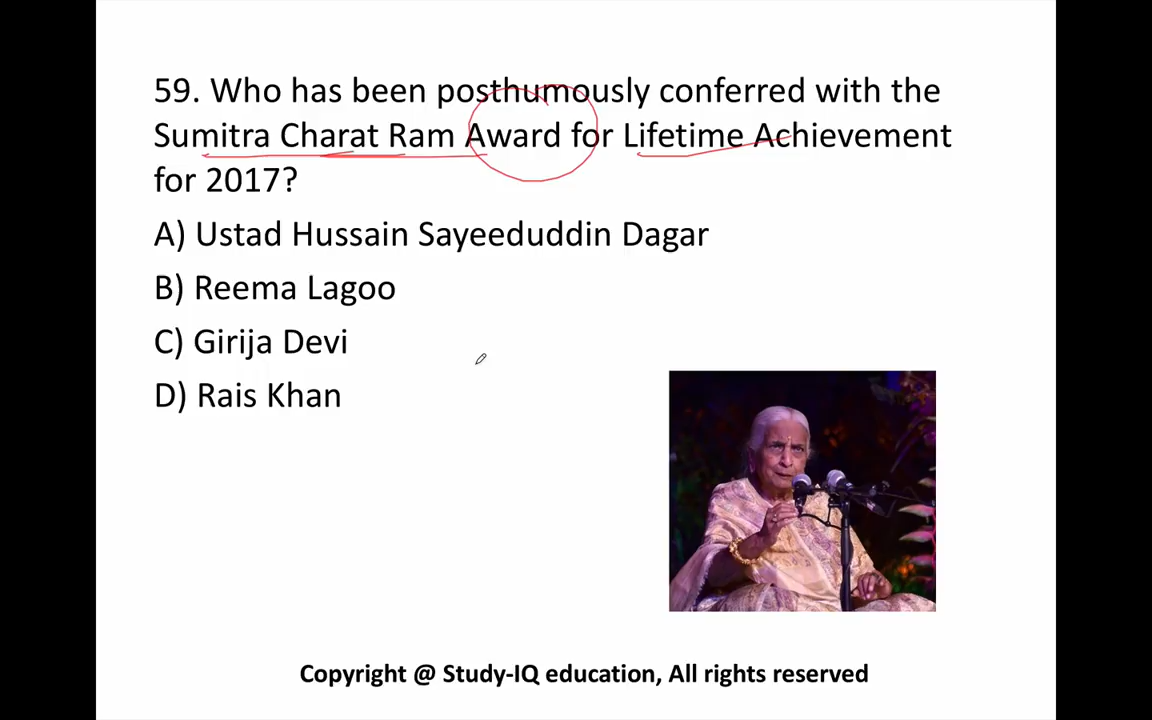 59. Who has been posthumously conferred with the
Sumitra Charat Ram Award for Lifetime Achievement
for 2017?
A) Ustad Hussain Sayeeduddin Dagar
B) Reema Lagoo
C) Girija Devi
D) Rais Khan
Copyright @ Study-IQ education, All rights reserved